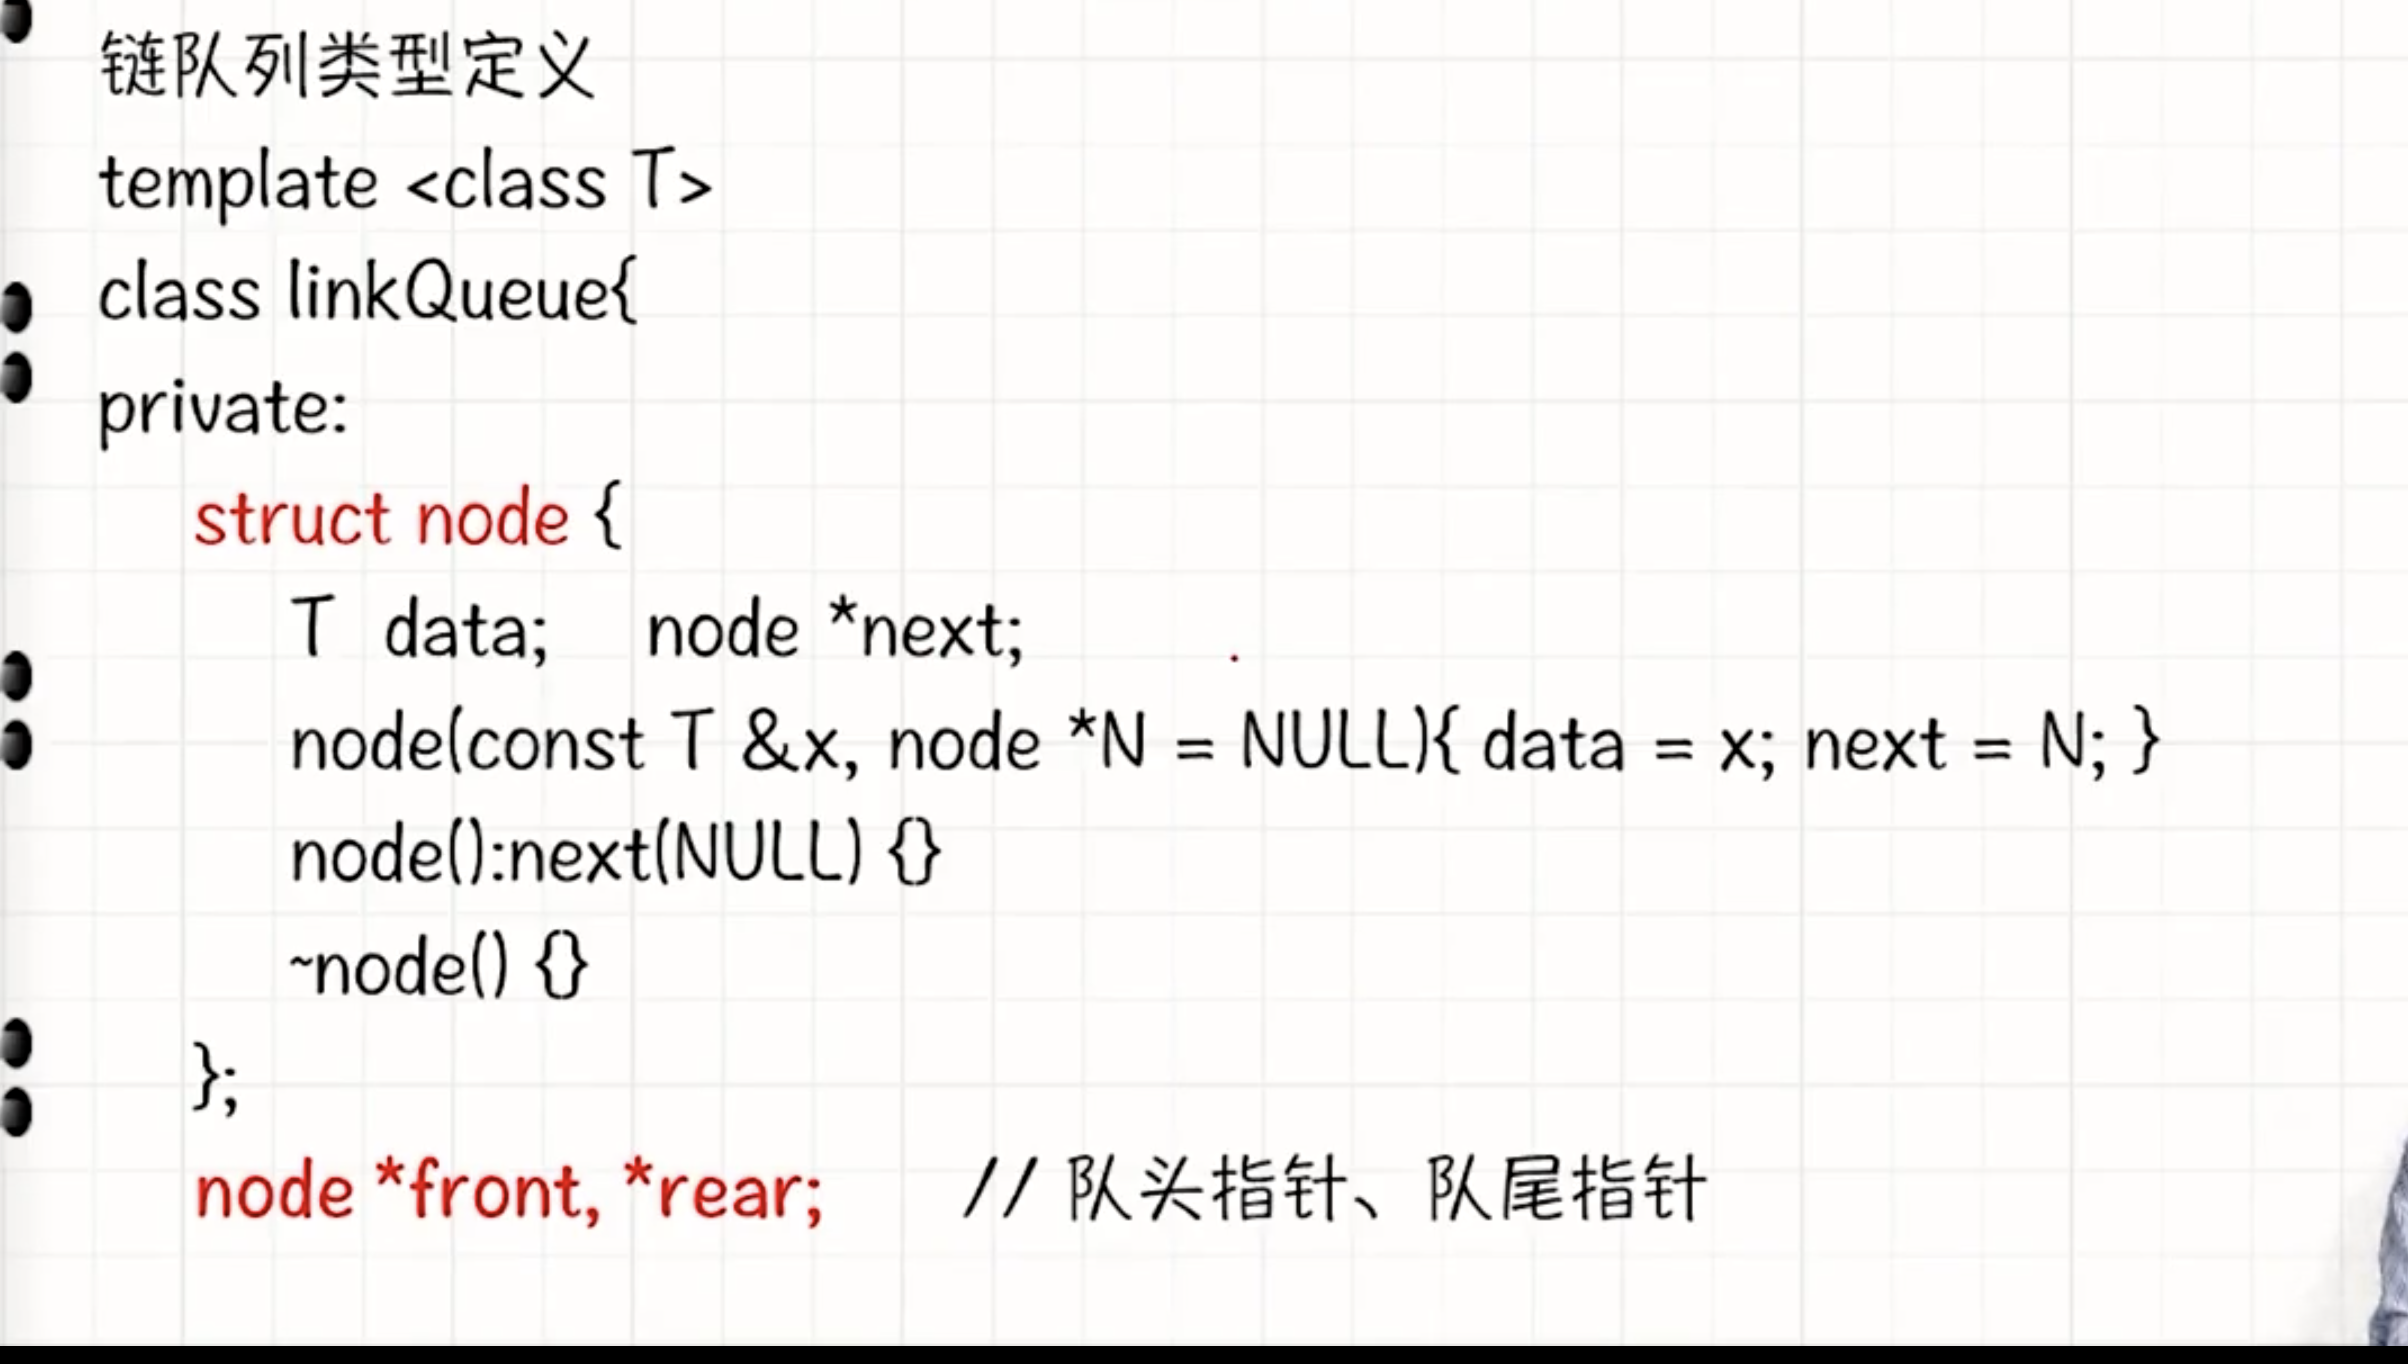 链队列类型定义
template <class T>
class linkQueue{
private:
struct node {
T data; node *next;
node(const T &x, node *N = NULL){ data = x; next = N; }
node():next(NULL) {}
~node() {}
};
node *front, *rear; // 队头指针、队尾指针